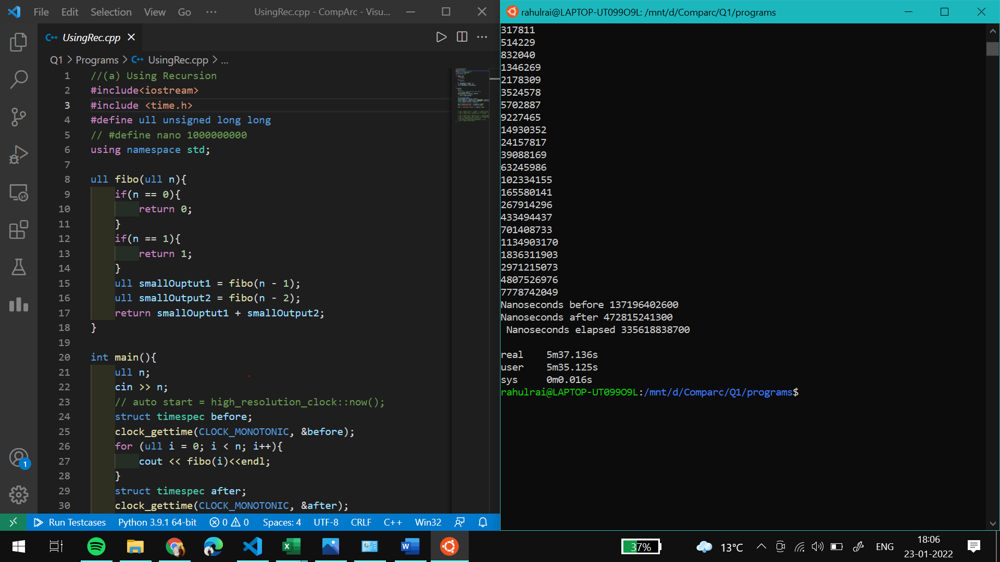 File Edit Selection View Go ··· UsingRec.cpp - CompArc - Visu...
UsingRec.cpp
Q1 > Programs > UsingRec.cpp > ...
1 //(a) Using Recursion
2 #include<iostream>
3 #include <time.h>
4 #define ull unsigned long long
5 // #define nano 1000000000
6 using namespace std;
7
8 ull fibo(ull n){
9 if(n == 0){
10 return 0;
11 }
12 if(n == 1){
13 return 1;
14 }
15 ull smallOuptut1 = fibo(n - 1);
16 ull smallOutput2 = fibo(n - 2);
17 return smallOuptut1 + smallOutput2;
18 }
19
20 int main(){
21 ull n;
22 cin >> n;
23 // auto start = high_resolution_clock::now();
24 struct timespec before;
25 clock_gettime(CLOCK_MONOTONIC, &before);
26 for (ull i = 0; i < n; i++){
27 cout << fibo(i)<<endl;
28 }
29 struct timespec after;
30 clock_gettime(CLOCK_MONOTONIC, &after);
1
Run Testcases Python 3.9.1 64-bit 0 0 Spaces: 4 UTF-8 CRLF C++ Win32
rahulrai@LAPTOP-UT099O9L: /mnt/d/Comparc/Q1/programs
317811
514229
832040
1346269
2178309
3524578
5702887
9227465
14930352
24157817
39088169
63245986
102334155
165580141
267914296
433494437
701408733
1134903170
1836311903
2971215073
4807526976
7778742049
Nanoseconds before 137196402600
Nanoseconds after 472815241300
Nanoseconds elapsed 335618838700
real 5m37.136s
user 5m35.125s
sys 0m0.016s
rahulrai@LAPTOP-UT099O9L:/mnt/d/Comparc/Q1/programs$
37% 13°C ENG 18:06
23-01-2022